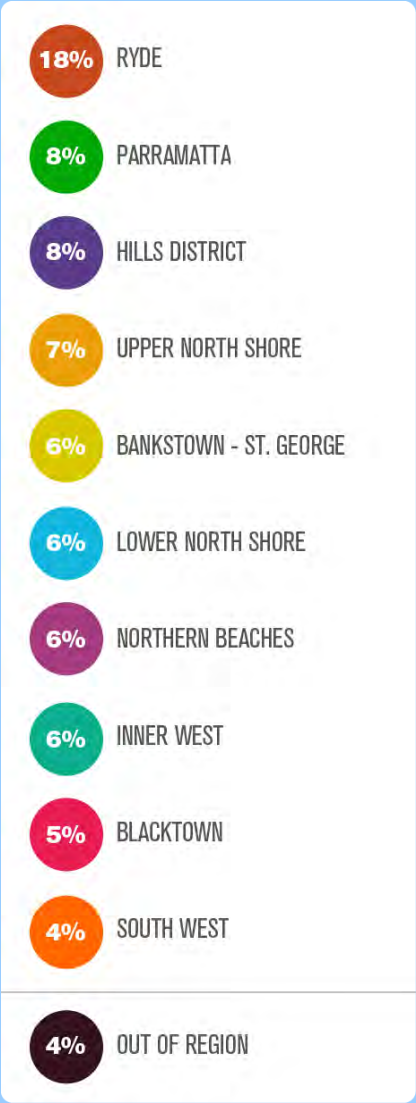 18% RYDE
8% PARRAMATTA
8% HILLS DISTRICT
7% UPPER NORTH SHORE
6% BANKSTOWN - ST. GEORGE
6% LOWER NORTH SHORE
6% NORTHERN BEACHES
6% INNER WEST
5% BLACKTOWN
4% SOUTH WEST
4% OUT OF REGION